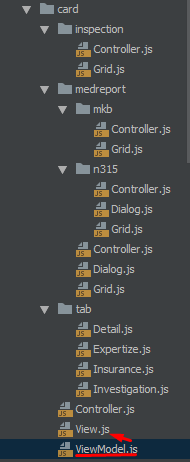 card
inspection
Controller.js
Grid.js
medreport
mkb
Controller.js
Grid.js
n315
Controller.js
Dialog.js
Grid.js
Controller.js
Dialog.js
Grid.js
tab
Detail.js
Expertize.js
Insurance.js
Investigation.js
Controller.js
View.js
ViewModel.js